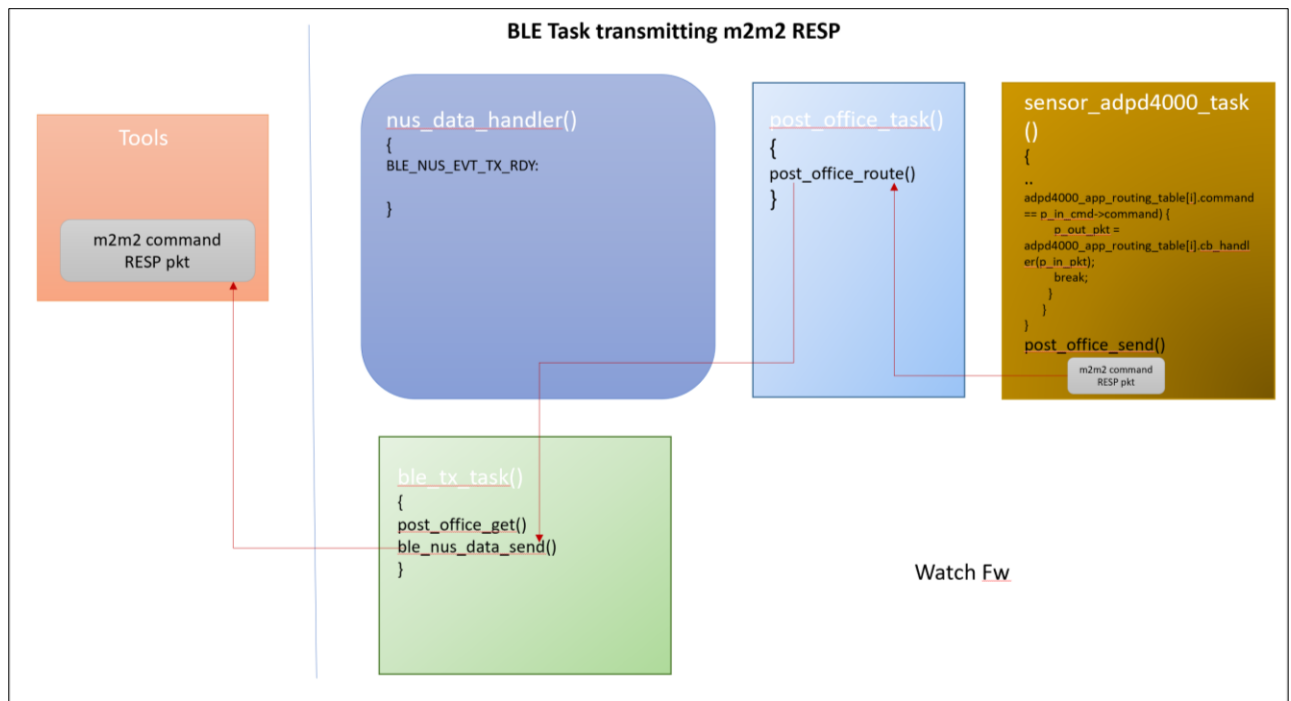 BLE Task transmitting m2m2 RESP
Tools
m2m2 command
RESP pkt
nus_data_handler()
{
BLE_NUS_EVT_TX_RDY:
}
post_office_task()
{
post_office_route()
}
sensor_adpd4000_task
()
{
..
adpd4000_app_routing_table[i].command
== p_in_cmd->command) {
p_out_pkt =
adpd4000_app_routing_table[i].cb_handl
er(p_in_pkt);
break;
}
}
}
post_office_send()
m2m2 command
RESP pkt
ble_tx_task()
{
post_office_get()
ble_nus_data_send()
}
Watch Fw